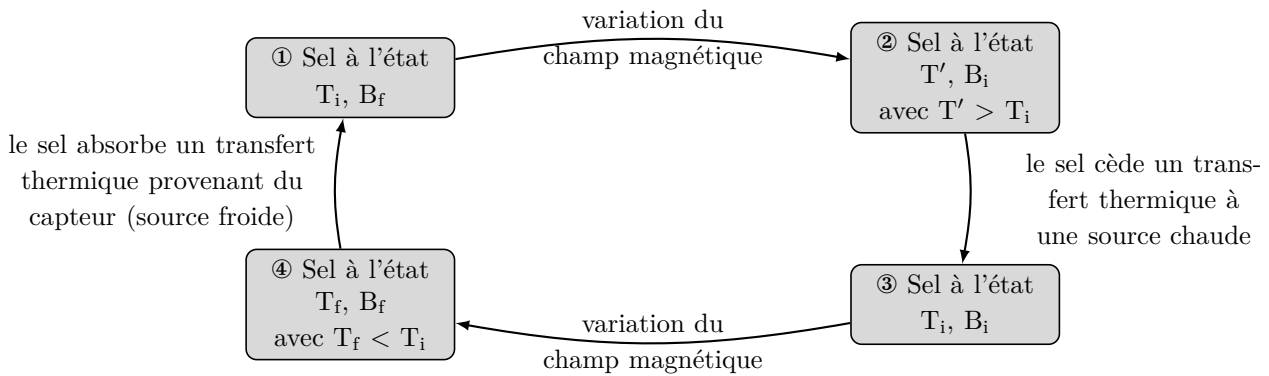 variation du
champ magnétique
① Sel à l'état
Tᵢ, B_f
② Sel à l'état
T′, Bᵢ
avec T′ > Tᵢ
le sel absorbe un transfert
thermique provenant du
capteur (source froide)
le sel cède un trans-
fert thermique à
une source chaude
④ Sel à l'état
T_f, B_f
avec T_f < Tᵢ
③ Sel à l'état
Tᵢ, Bᵢ
variation du
champ magnétique